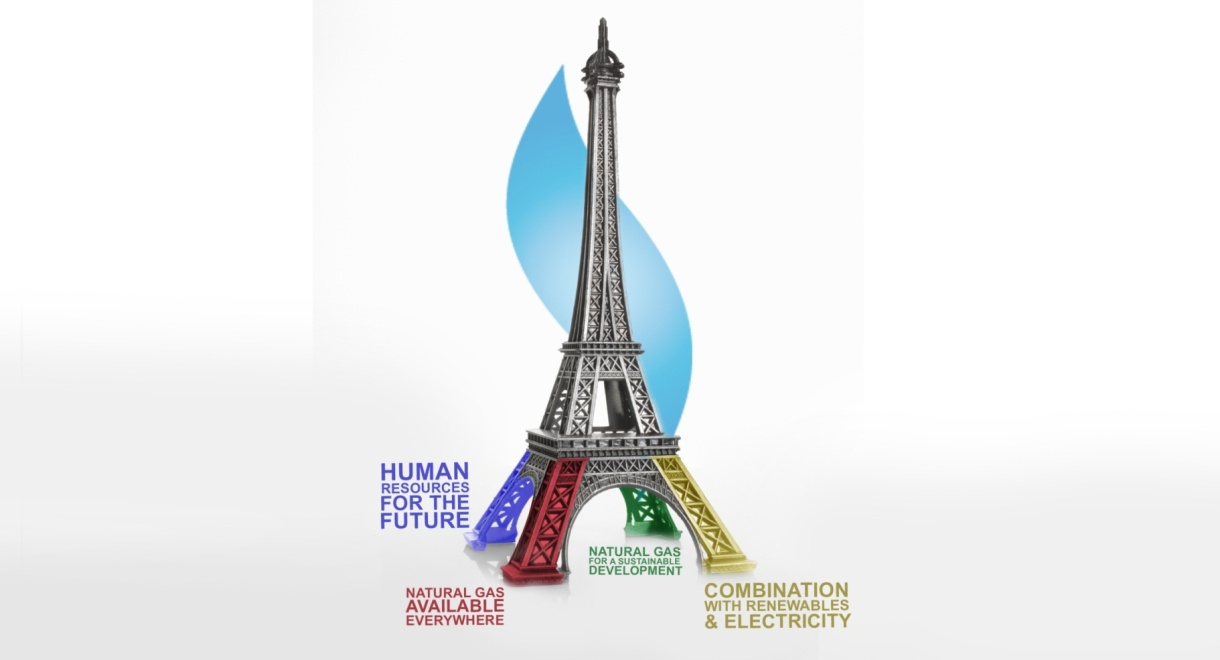 HUMAN
RESOURCES
FOR THE
FUTURE
NATURAL GAS
FOR A SUSTAINABLE
DEVELOPMENT
NATURAL GAS
AVAILABLE
EVERYWHERE
COMBINATION
WITH RENEWABLES
& ELECTRICITY